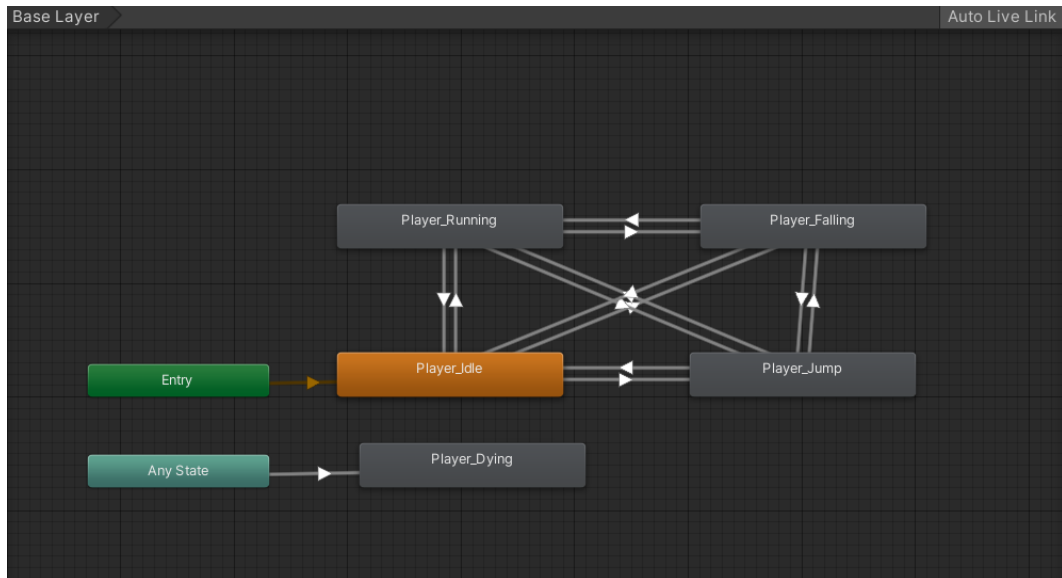 Base Layer
Auto Live Link
Player_Running
Player_Falling
Player_Idle
Player_Jump
Entry
Player_Dying
Any State